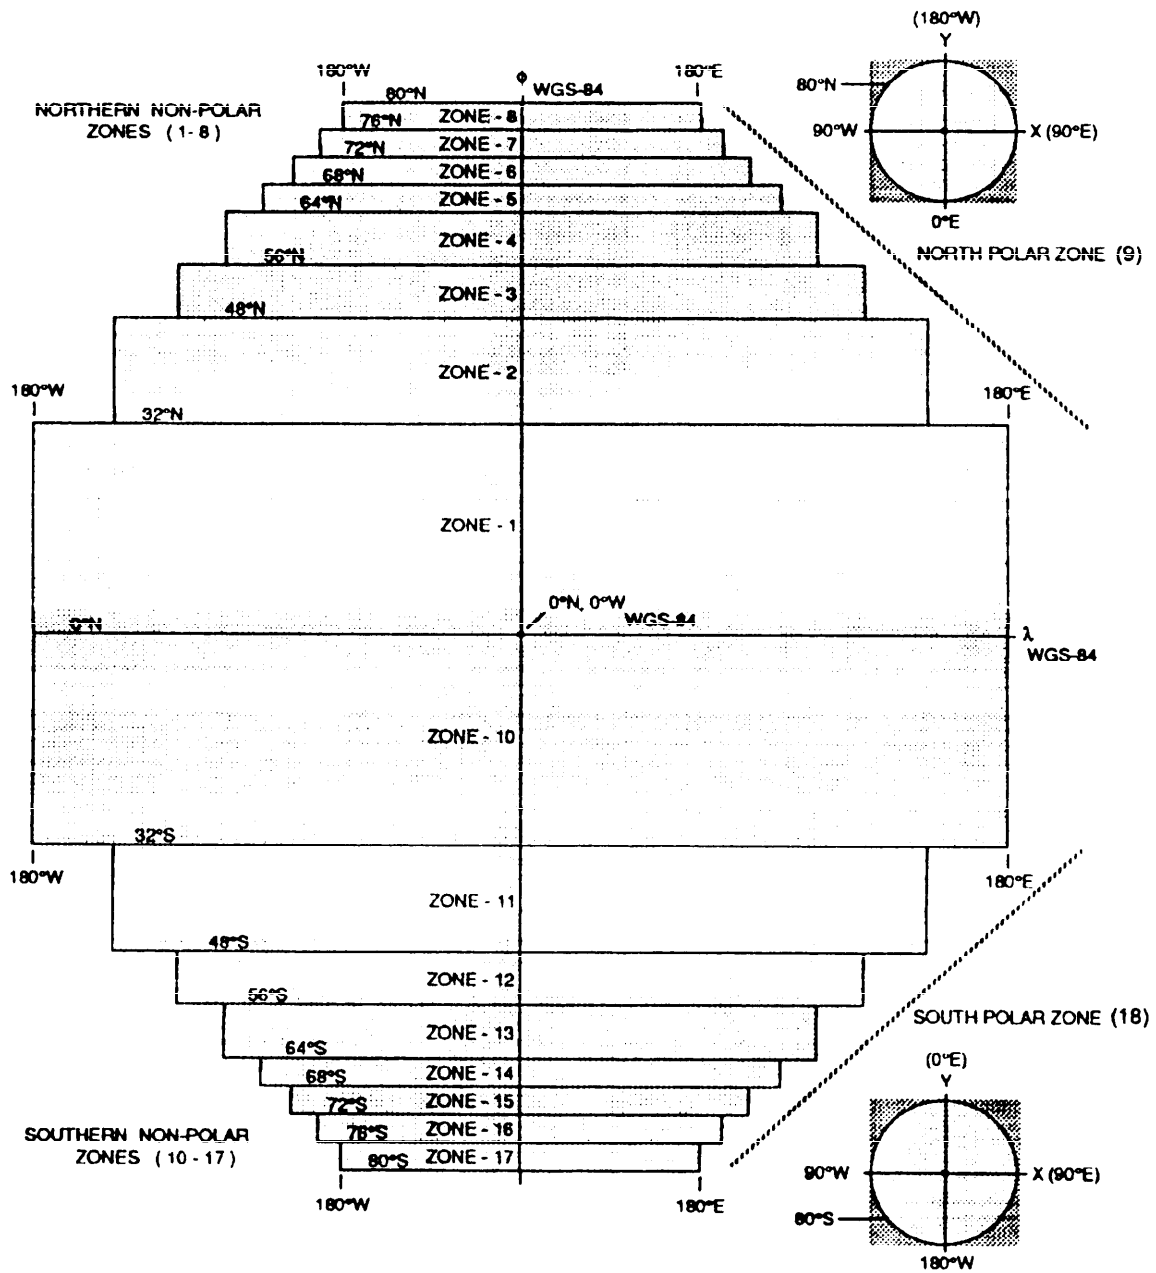 (180°W)
Y
180°W
ϕ
180°E
80°N
WGS-84
80°N
NORTHERN NON-POLAR
ZONES (1-8)
ZONE - 8
76°N
90°W
X (90°E)
ZONE - 7
72°N
ZONE - 6
68°N
ZONE - 5
64°N
0°E
ZONE - 4
NORTH POLAR ZONE (9)
56°N
ZONE - 3
48°N
ZONE - 2
180°W
180°E
32°N
ZONE - 1
0°N, 0°W
WGS-84
0°N
λ
WGS-84
ZONE - 10
32°S
180°W
180°E
ZONE - 11
48°S
ZONE - 12
56°S
SOUTH POLAR ZONE (18)
ZONE - 13
64°S
(0°E)
Y
ZONE - 14
68°S
ZONE - 15
72°S
SOUTHERN NON-POLAR
ZONES (10 - 17)
ZONE - 16
76°S
ZONE - 17
80°S
90°W
X (90°E)
180°W
180°E
80°S
180°W